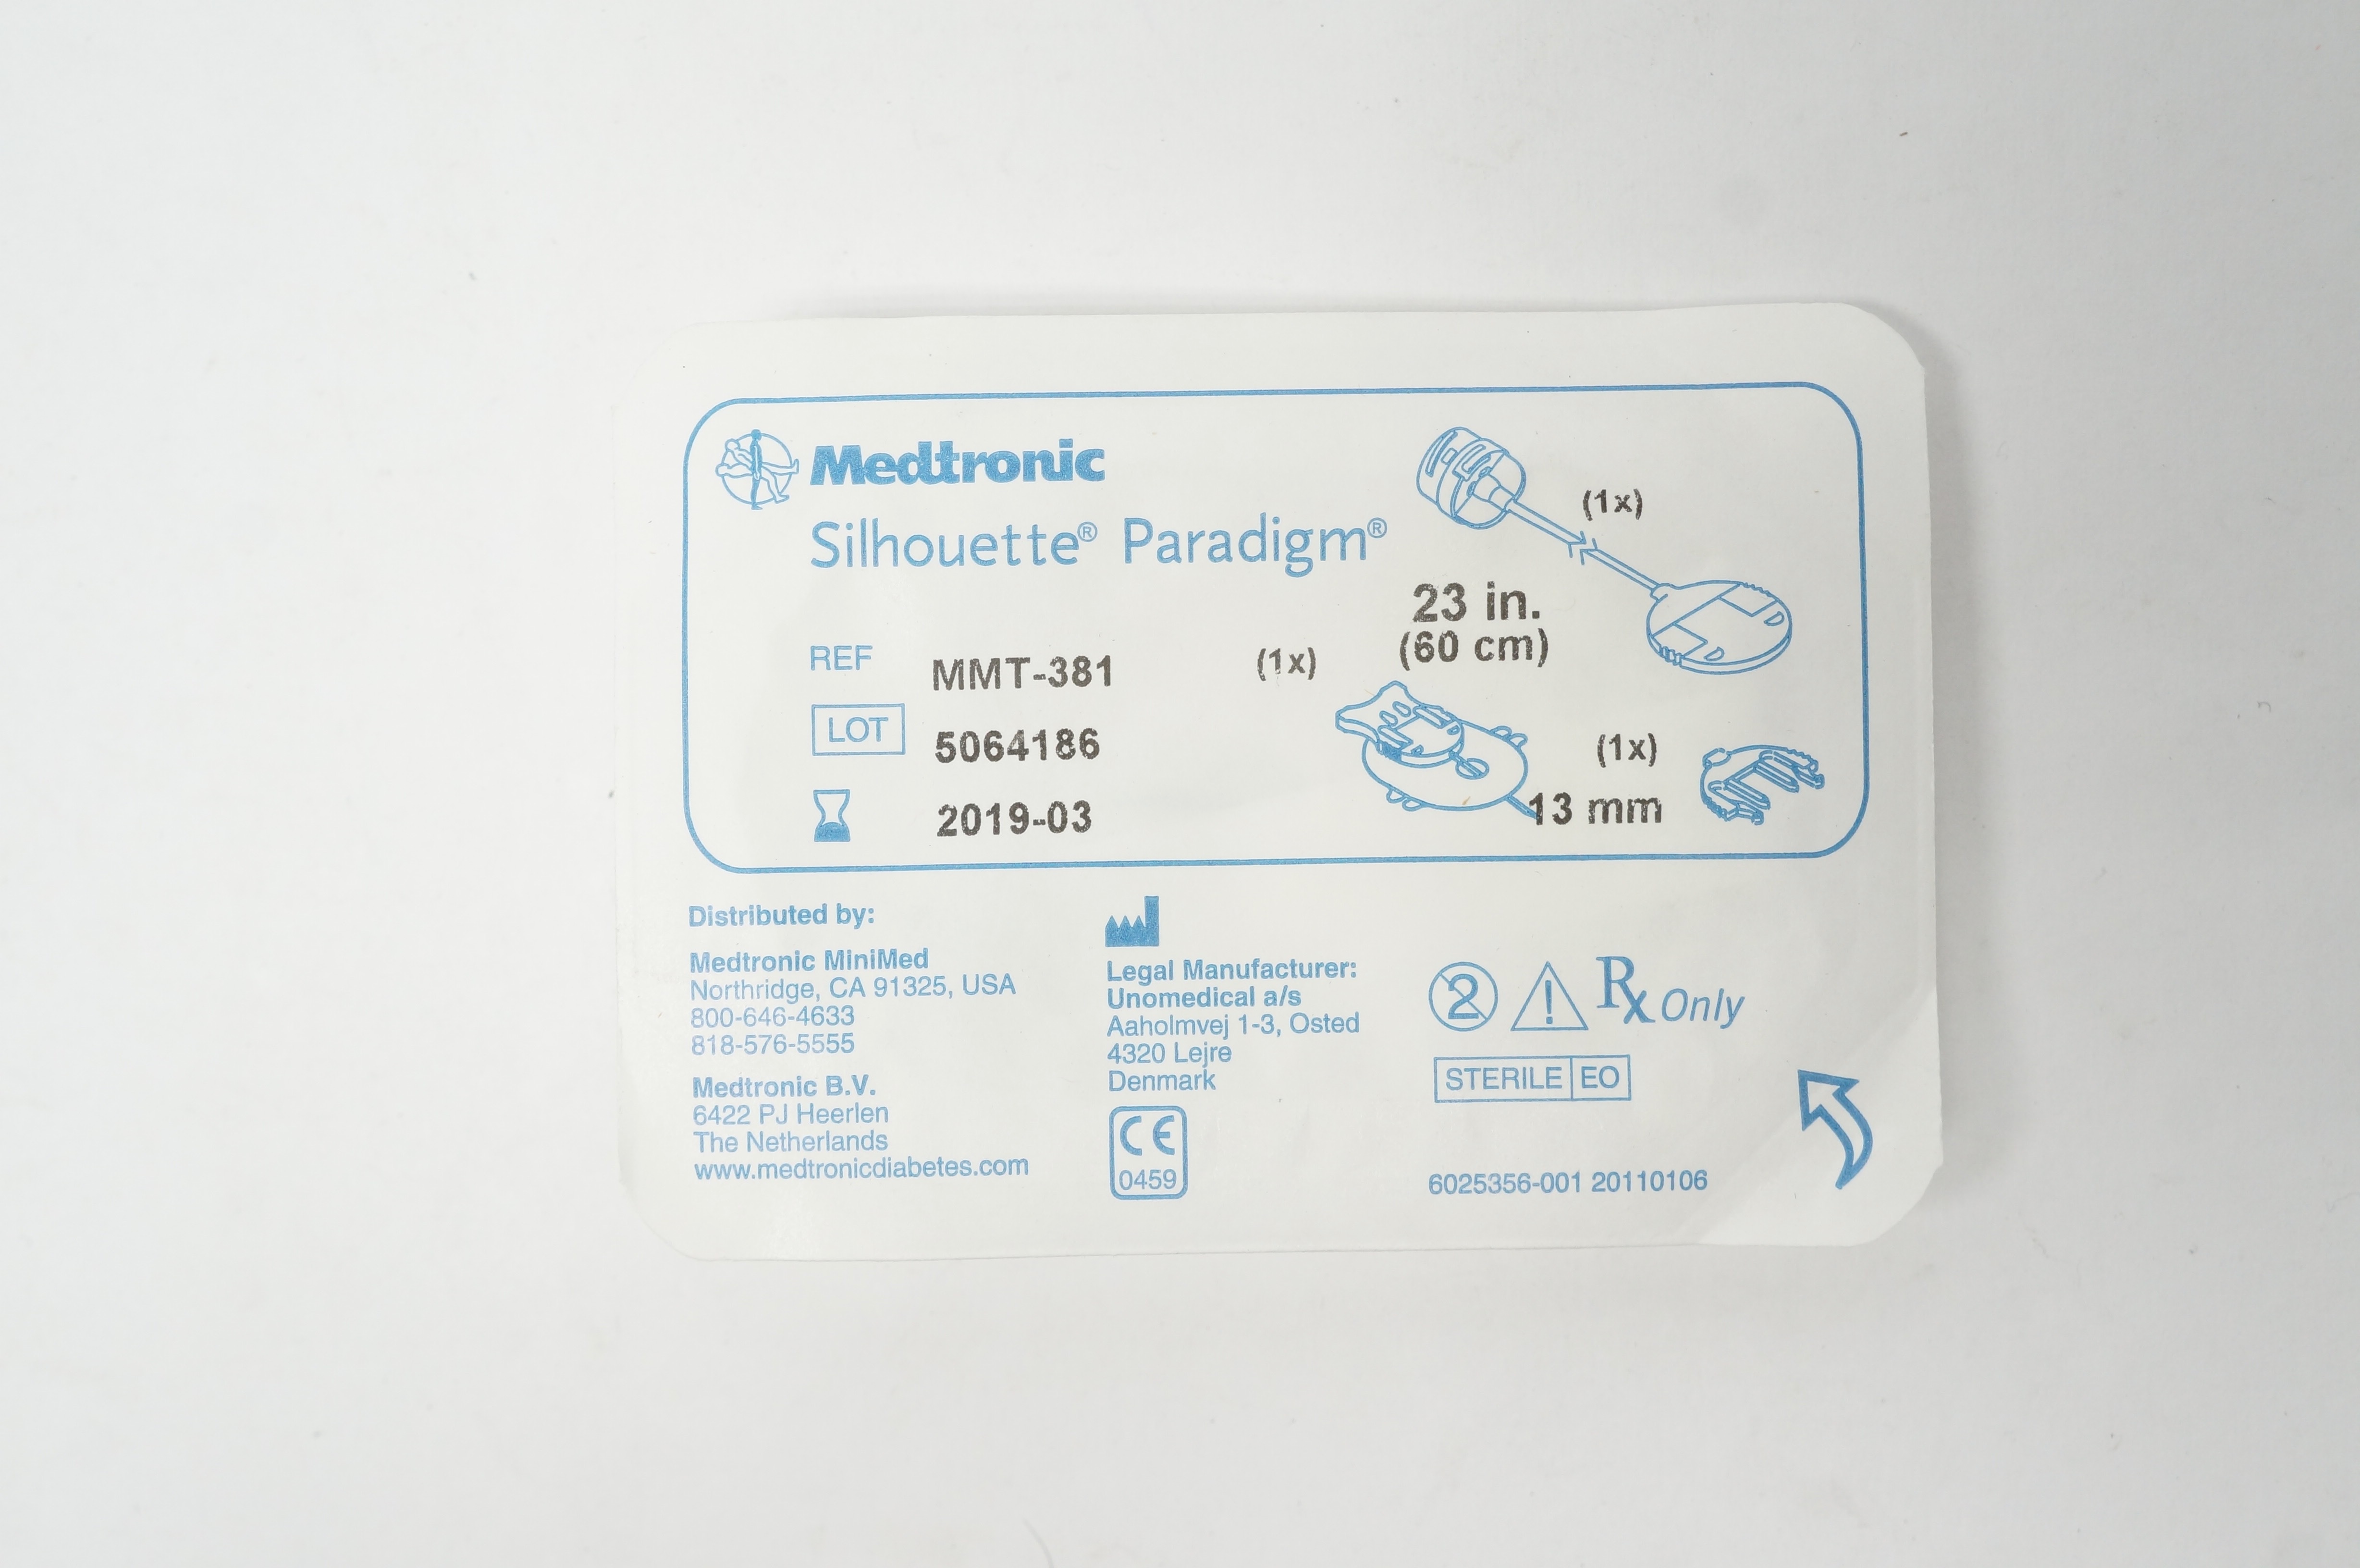 Medtronic
Silhouette® Paradigm®
(1x)
23 in.
(60 cm)
REF MMT-381
(1x)
LOT 5064186
(1x)
2019-03
13 mm
Distributed by:
Medtronic MiniMed
Northridge, CA 91325, USA
800-646-4633
818-576-5555
Medtronic B.V.
6422 PJ Heerlen
The Netherlands
www.medtronicdiabetes.com
Legal Manufacturer:
Unomedical a/s
Aaholmvej 1-3, Osted
4320 Lejre
Denmark
CE
0459
2 ! Rx Only
STERILE EO
6025356-001 20110106